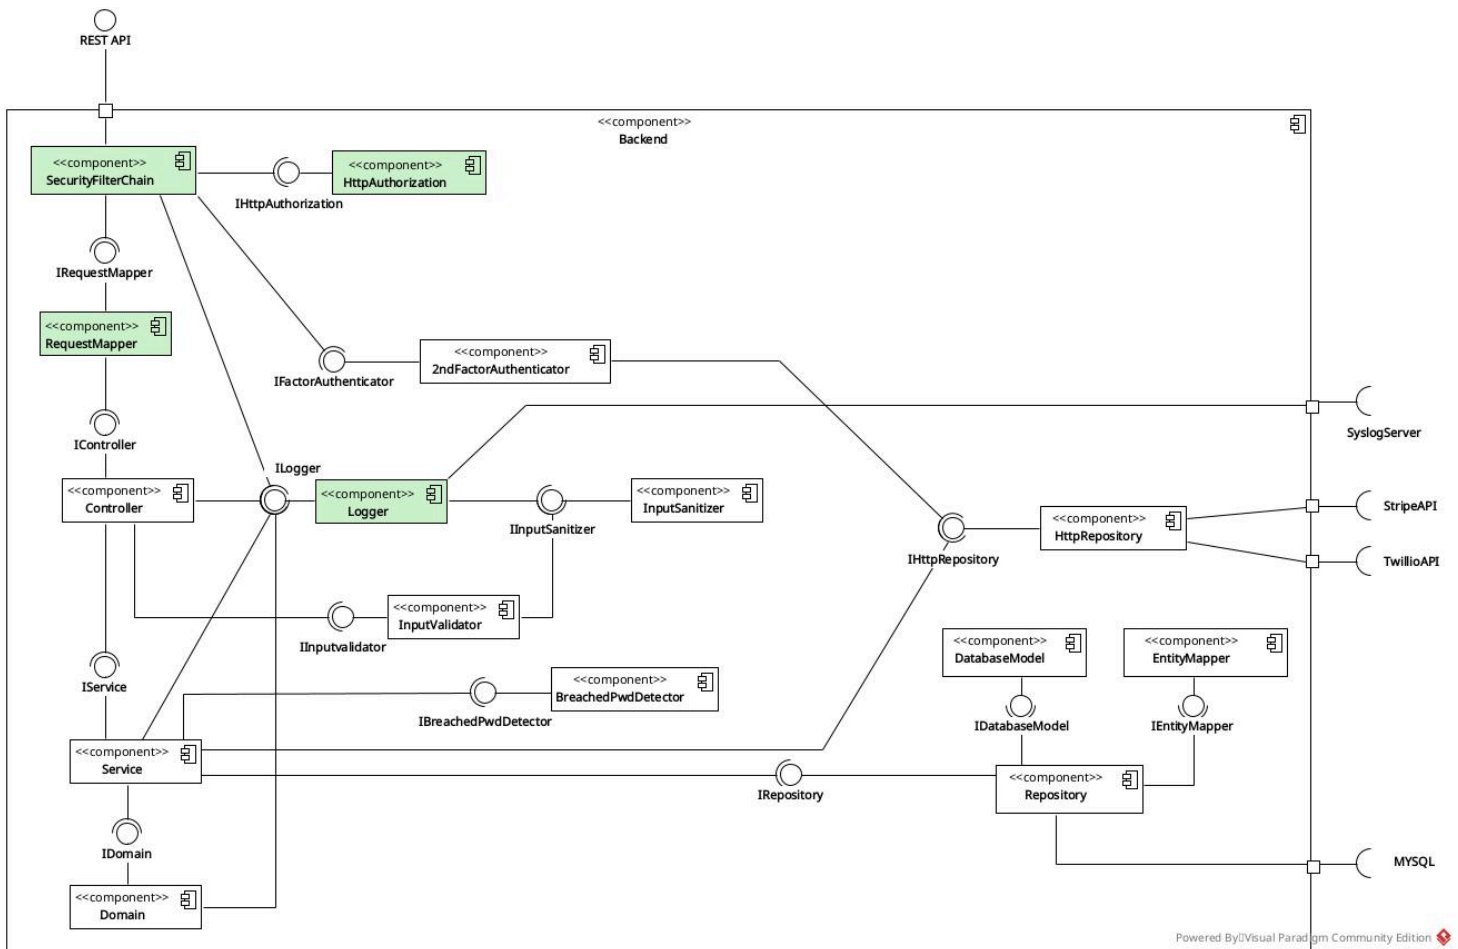 REST API
<<component>>
Backend
<<component>>
SecurityFilterChain
<<component>>
HttpAuthorization
IHttpAuthorization
IRequestMapper
<<component>>
RequestMapper
<<component>>
2ndFactorAuthenticator
IFactorAuthenticator
SyslogServer
IController
ILogger
<<component>>
Controller
<<component>>
Logger
<<component>>
InputSanitizer
IInputSanitizer
<<component>>
HttpRepository
IHttpRepository
StripeAPI
TwillioAPI
<<component>>
InputValidator
IInputvalidator
<<component>>
DatabaseModel
<<component>>
EntityMapper
IService
<<component>>
BreachedPwdDetector
IBreachedPwdDetector
IDatabaseModel
IEntityMapper
<<component>>
Service
<<component>>
Repository
IRepository
IDomain
MYSQL
<<component>>
Domain
Powered By Visual Paradigm Community Edition